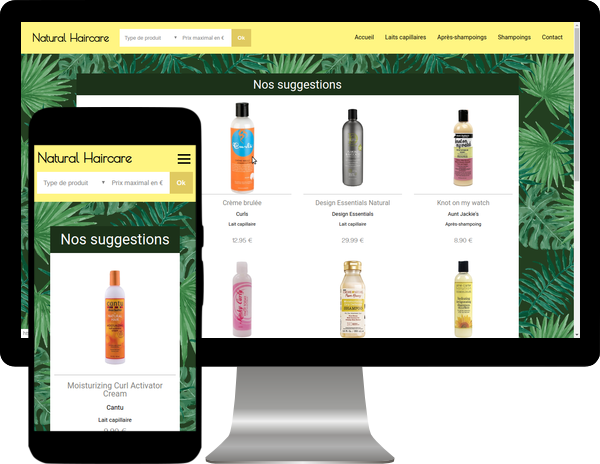 Natural Haircare
Type de produit
Prix maximal en €
Ok
Accueil
Laits capillaires
Après-shampoings
Shampoings
Contact
Nos suggestions
Crème brulée
Curls
Lait capillaire
12.95 €
Design Essentials Natural
Design Essentials
Lait capillaire
29.99 €
Knot on my watch
Aunt Jackie's
Après-shampoing
8.90 €
Natural Haircare
Type de produit
Prix maximal en €
Ok
Nos suggestions
cantu
Moisturizing Curl Activator
Cream
Cantu
Lait capillaire
9.90 €